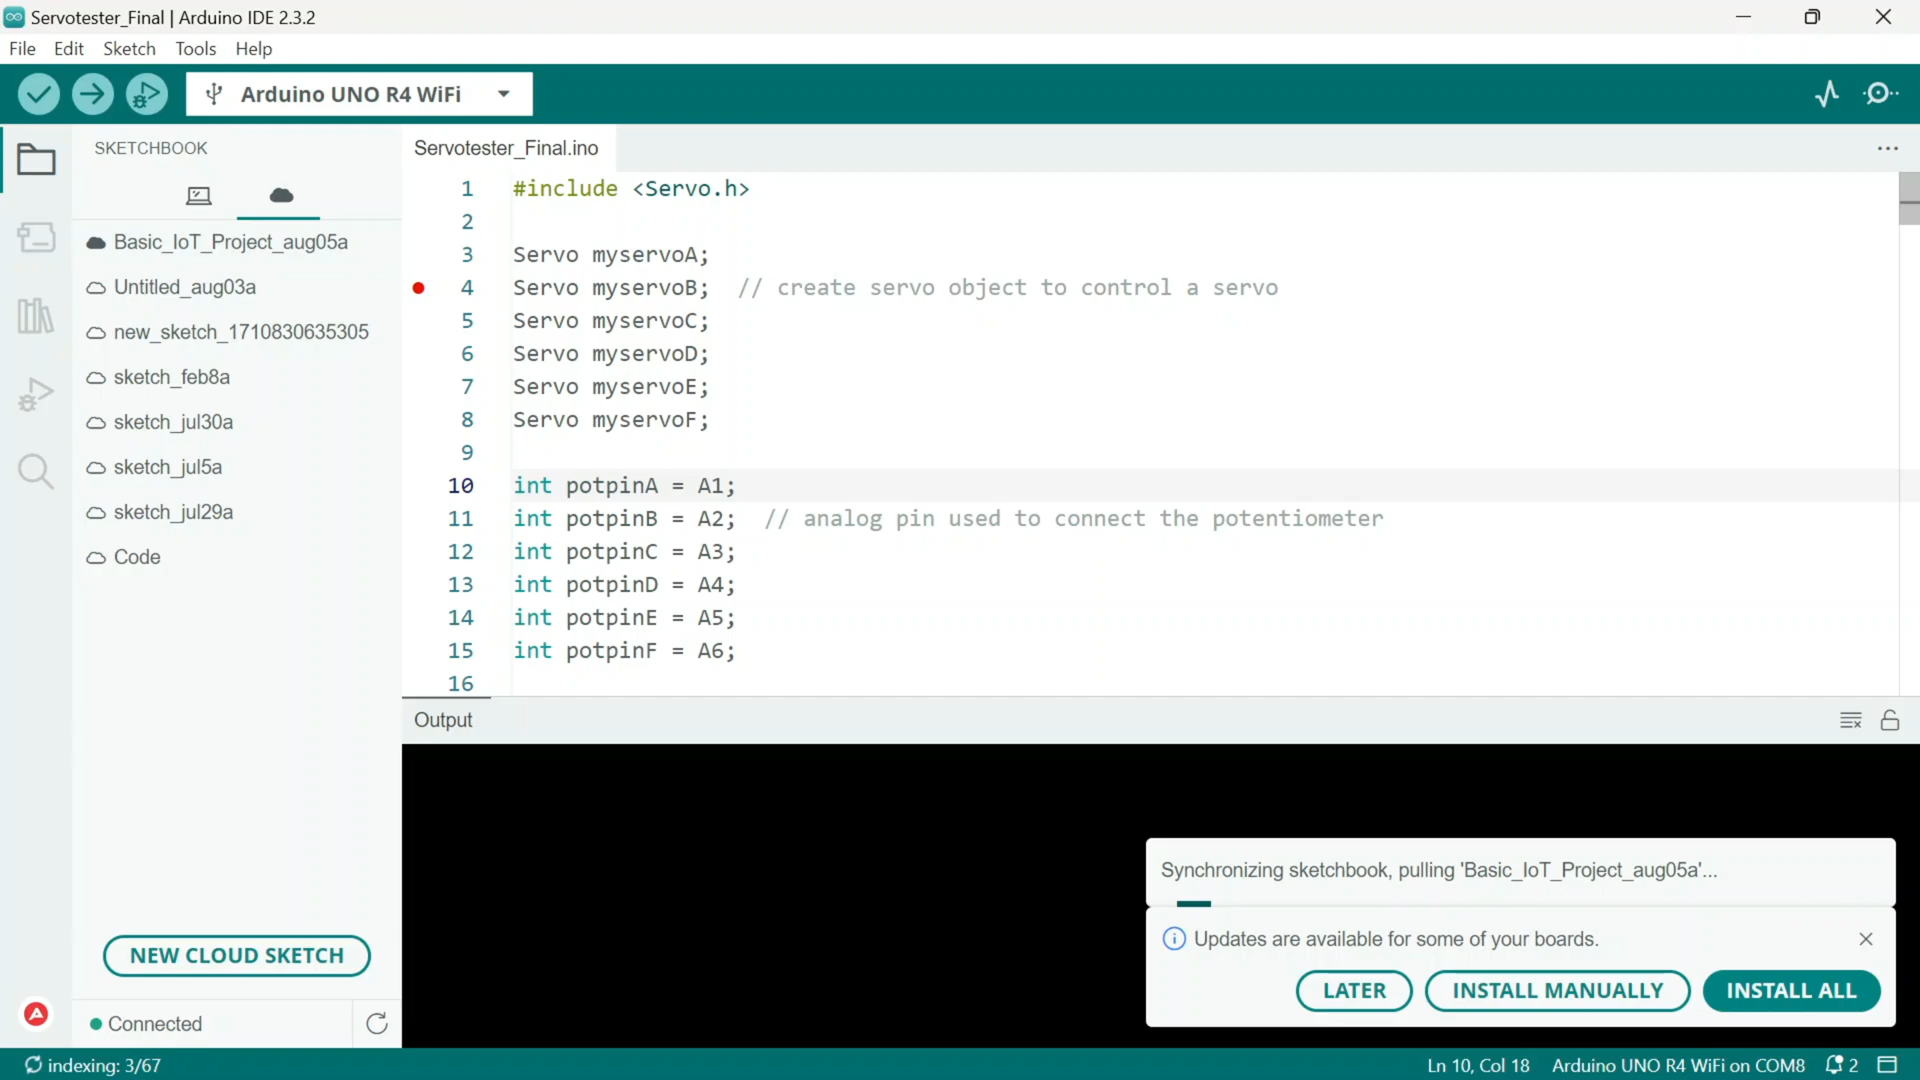 Servotester_Final | Arduino IDE 2.3.2
File Edit Sketch Tools Help
Arduino UNO R4 WiFi
SKETCHBOOK
Basic_IoT_Project_aug05a
Untitled_aug03a
new_sketch_1710830635305
sketch_feb8a
sketch_jul30a
sketch_jul5a
sketch_jul29a
Code
NEW CLOUD SKETCH
Connected
Servotester_Final.ino
1 #include <Servo.h>
2
3 Servo myservoA;
4 Servo myservoB; // create servo object to control a servo
5 Servo myservoC;
6 Servo myservoD;
7 Servo myservoE;
8 Servo myservoF;
9
10 int potpinA = A1;
11 int potpinB = A2; // analog pin used to connect the potentiometer
12 int potpinC = A3;
13 int potpinD = A4;
14 int potpinE = A5;
15 int potpinF = A6;
16
Output
Synchronizing sketchbook, pulling 'Basic_IoT_Project_aug05a'...
Updates are available for some of your boards.
LATER INSTALL MANUALLY INSTALL ALL
indexing: 3/67 Ln 10, Col 18 Arduino UNO R4 WiFi on COM8 2